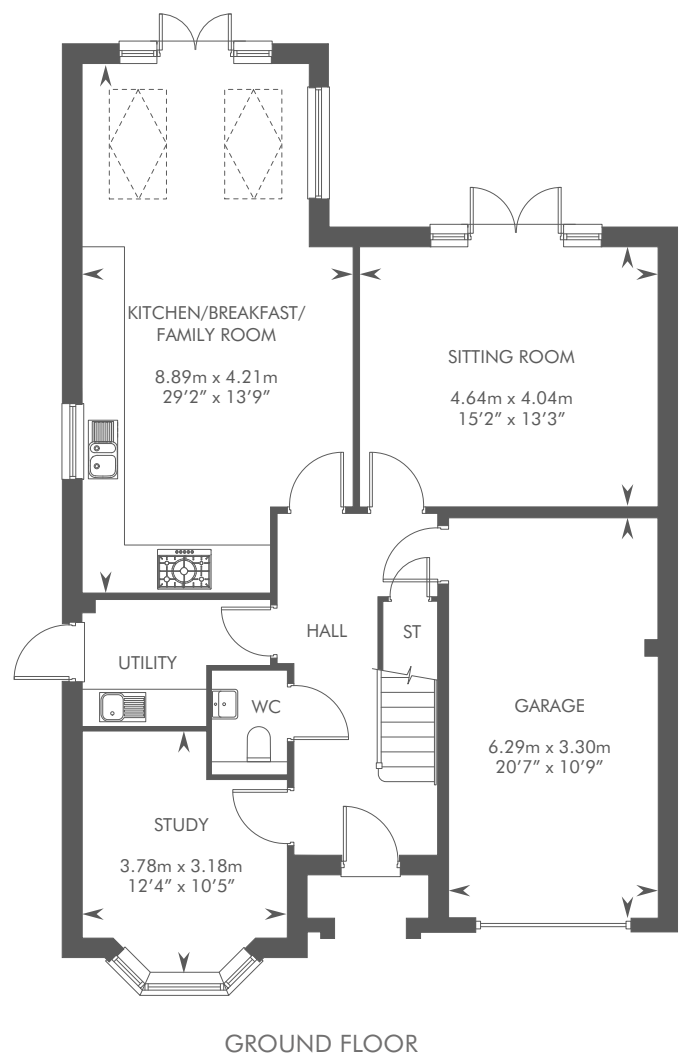 KITCHEN/BREAKFAST/
FAMILY ROOM
8.89m x 4.21m
29’2” x 13’9”
SITTING ROOM
4.64m x 4.04m
15’2” x 13’3”
HALL
ST
UTILITY
WC
GARAGE
6.29m x 3.30m
20’7” x 10’9”
STUDY
3.78m x 3.18m
12’4” x 10’5”
GROUND FLOOR